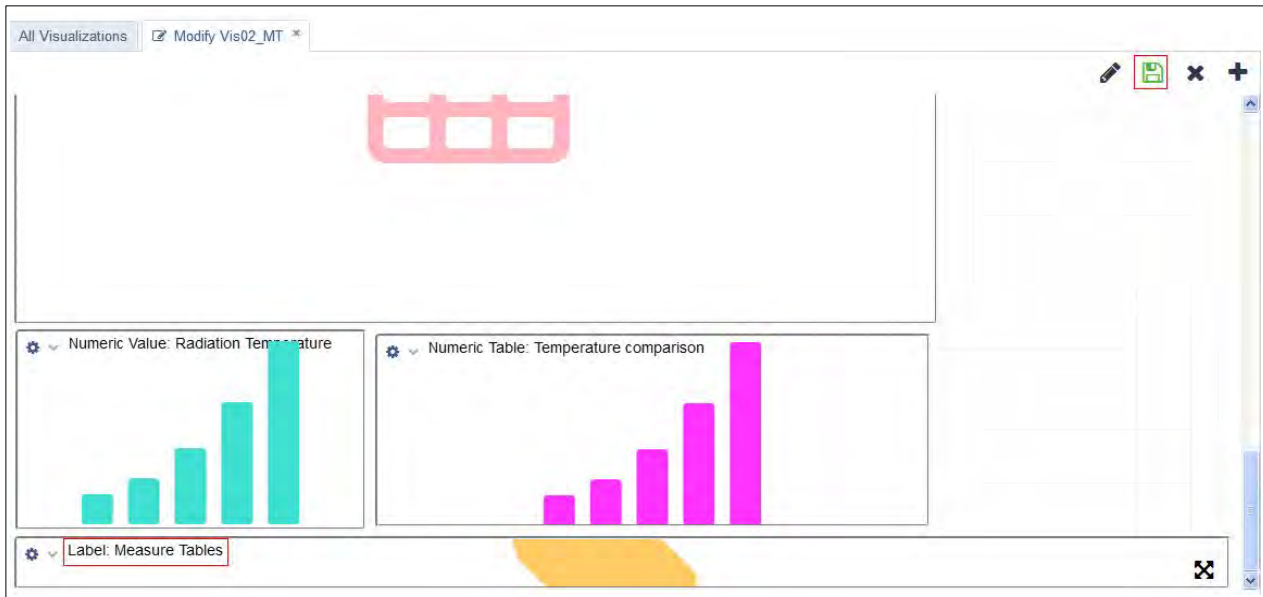 All Visualizations
Modify Vis02_MT
Numeric Value: Radiation Temperature
Numeric Table: Temperature comparison
Label: Measure Tables